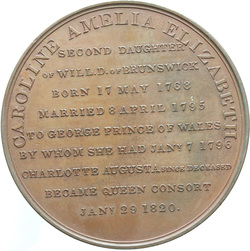 CAROLINE AMELIA ELIZABETH
SECOND DAUGHTER
OF WILL. D. OF BRUNSWICK
BORN 17 MAY 1768
MARRIED 8 APRIL 1795
TO GEORGE PRINCE OF WALES
BY WHOM SHE HAD JANY 7 1796
CHARLOTTE AUGUSTA SINCE DECEASED
BECAME QUEEN CONSORT
JANY 29 1820.